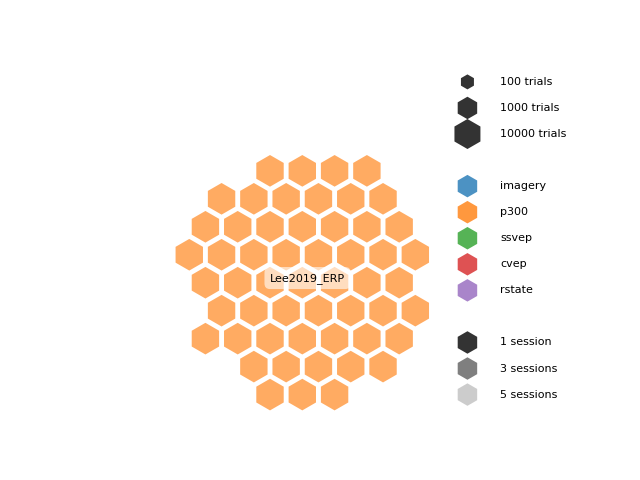 100 trials
1000 trials
10000 trials
imagery
p300
ssvep
cvep
rstate
1 session
3 sessions
5 sessions
Lee2019_ERP